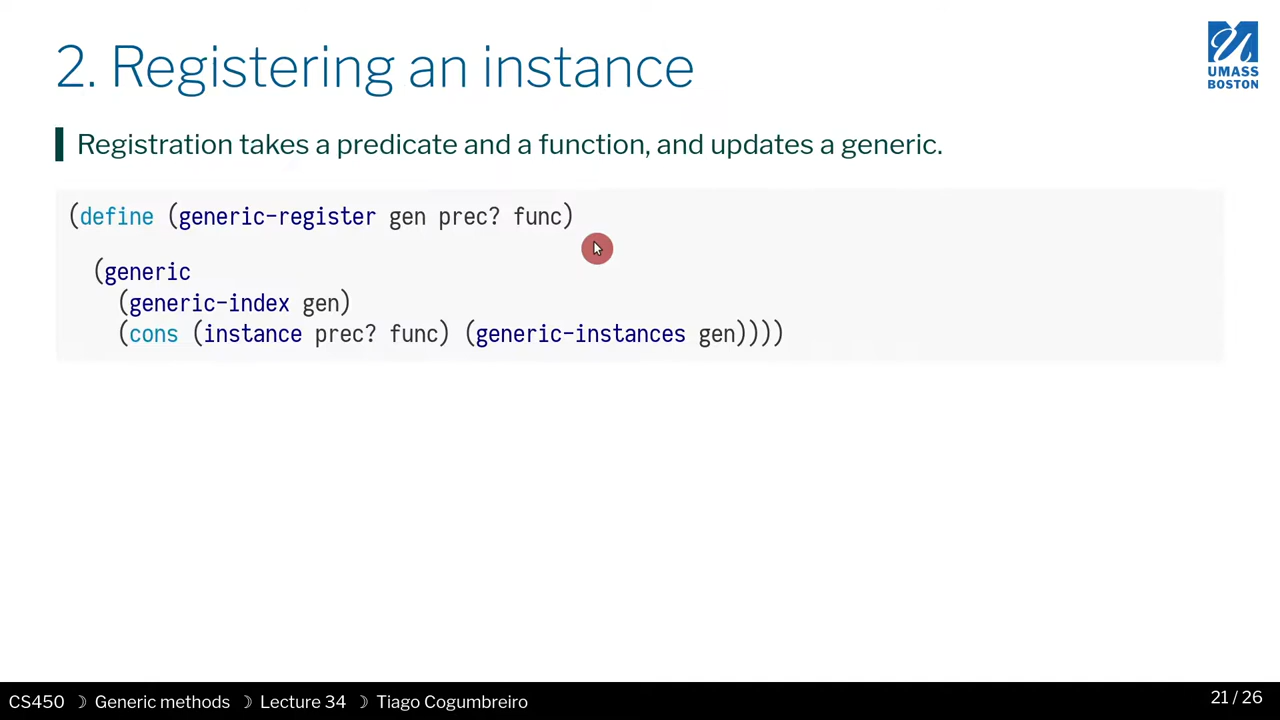 2. Registering an instance
UMASS
BOSTON
Registration takes a predicate and a function, and updates a generic.
(define (generic-register gen prec? func)
(generic
(generic-index gen)
(cons (instance prec? func) (generic-instances gen))))
CS450 ☽ Generic methods ☽ Lecture 34 ☽ Tiago Cogumbreiro
21 / 26